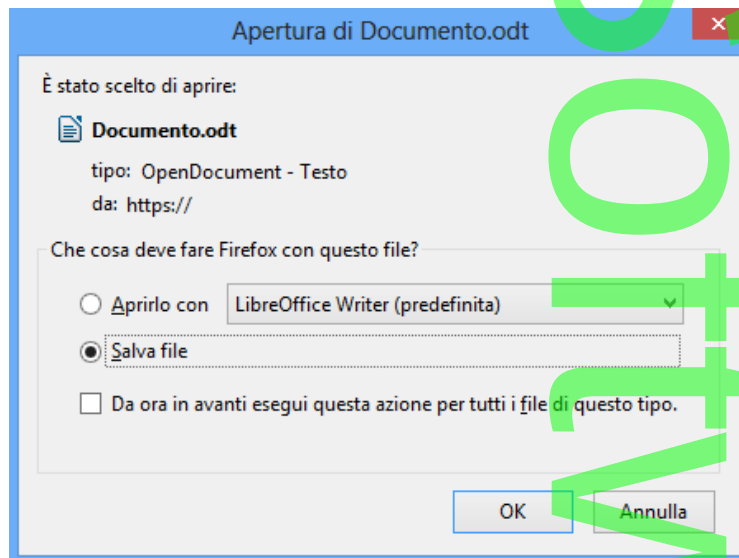 Apertura di Documento.odt
È stato scelto di aprire:
Documento.odt
tipo: OpenDocument - Testo
da: https://
Che cosa deve fare Firefox con questo file?
Aprirlo con LibreOffice Writer (predefinita)
Salva file
Da ora in avanti esegui questa azione per tutti i file di questo tipo.
OK Annulla